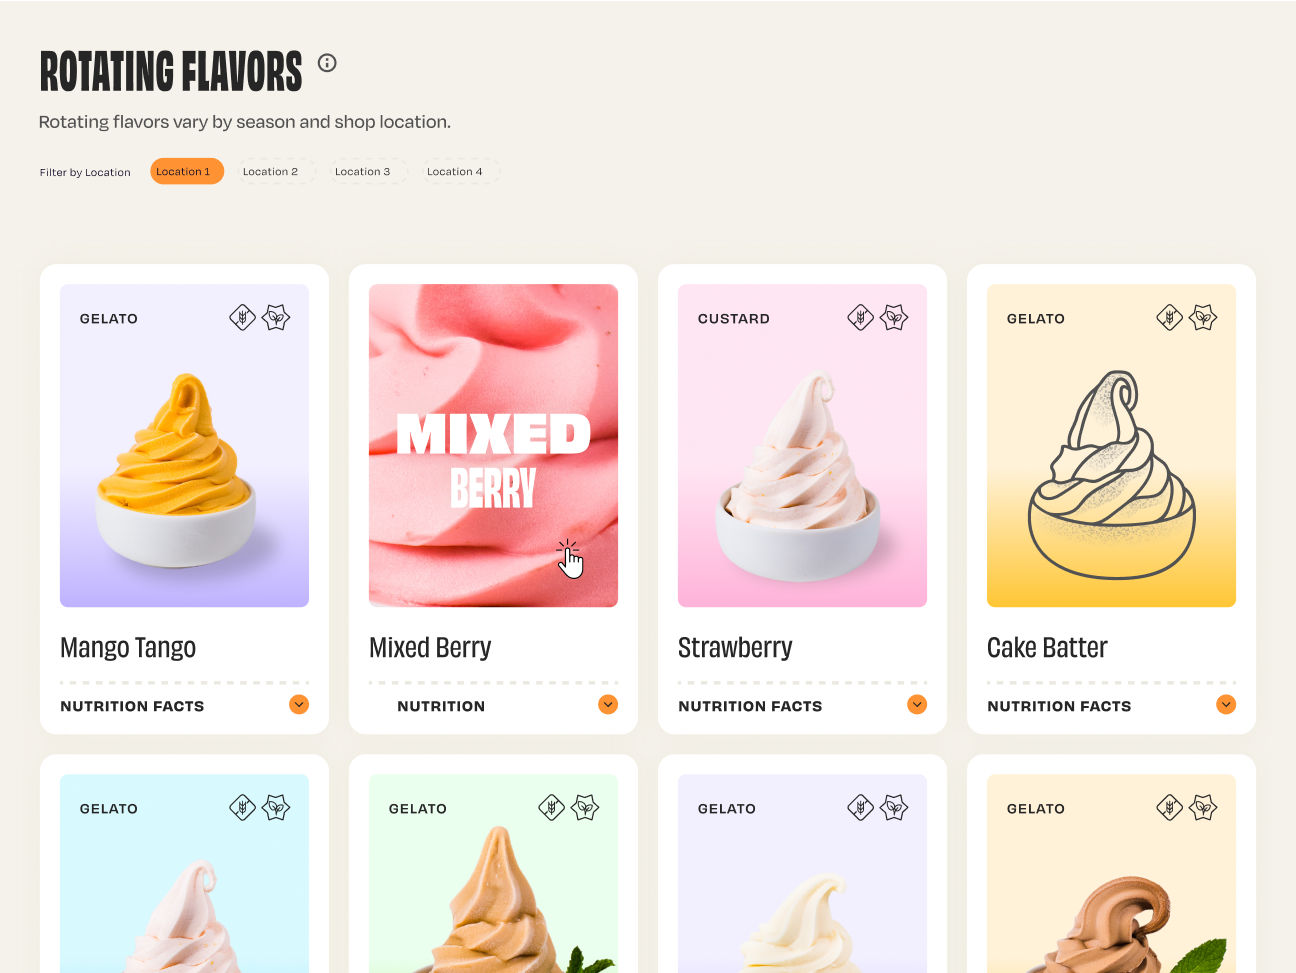 ROTATING FLAVORS
Rotating flavors vary by season and shop location.
Filter by Location
Location 1
Location 2
Location 3
Location 4
GELATO
MIXED
BERRY
CUSTARD
GELATO
Mango Tango
Mixed Berry
Strawberry
Cake Batter
NUTRITION FACTS
NUTRITION
NUTRITION FACTS
NUTRITION FACTS
GELATO
GELATO
GELATO
GELATO